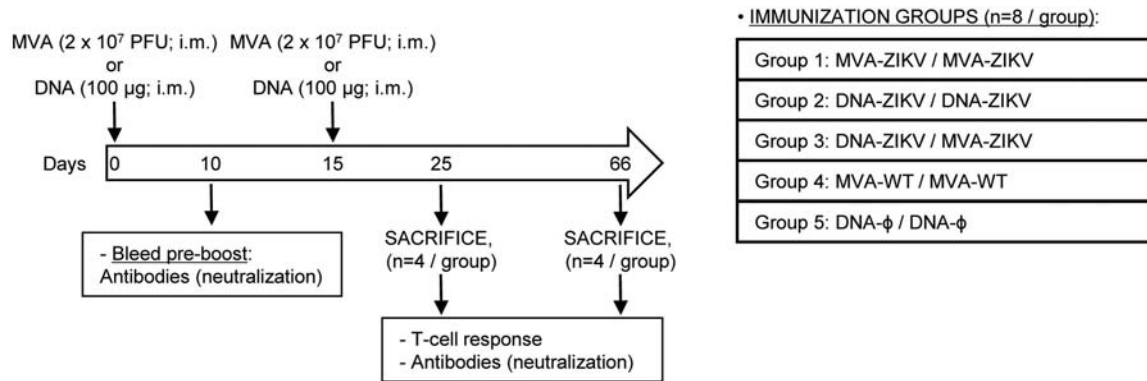 MVA (2 x 10⁷ PFU; i.m.)
or
DNA (100 µg; i.m.)
MVA (2 x 10⁷ PFU; i.m.)
or
DNA (100 µg; i.m.)
Days
0
10
15
25
66
- Bleed pre-boost:
Antibodies (neutralization)
SACRIFICE,
(n=4 / group)
SACRIFICE,
(n=4 / group)
- T-cell response
- Antibodies (neutralization)
• IMMUNIZATION GROUPS (n=8 / group):
Group 1: MVA-ZIKV / MVA-ZIKV
Group 2: DNA-ZIKV / DNA-ZIKV
Group 3: DNA-ZIKV / MVA-ZIKV
Group 4: MVA-WT / MVA-WT
Group 5: DNA-ϕ / DNA-ϕ